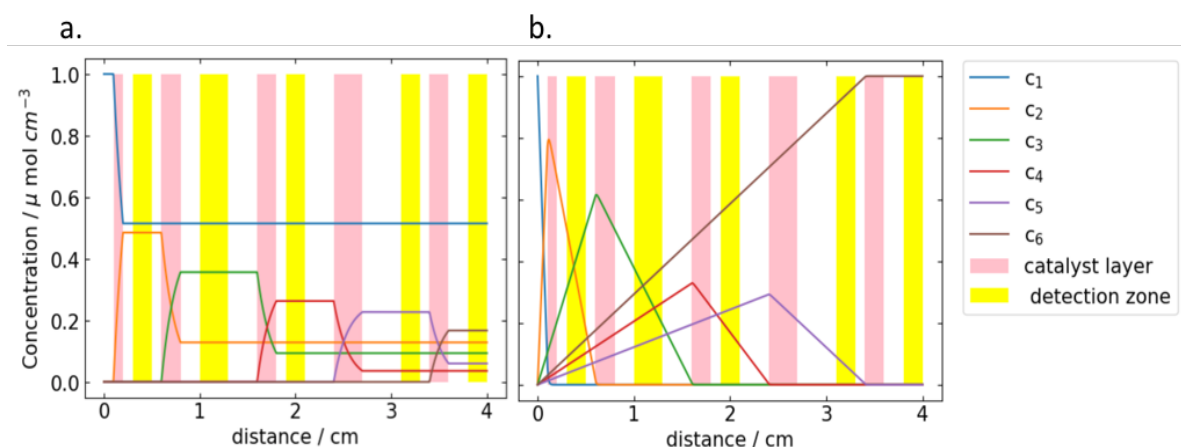 a.
b.
1.0
0.8
0.6
0.4
0.2
0.0
Concentration / μ mol cm⁻³
0
1
2
3
4
distance / cm
0
1
2
3
4
distance / cm
c₁
c₂
c₃
c₄
c₅
c₆
catalyst layer
detection zone